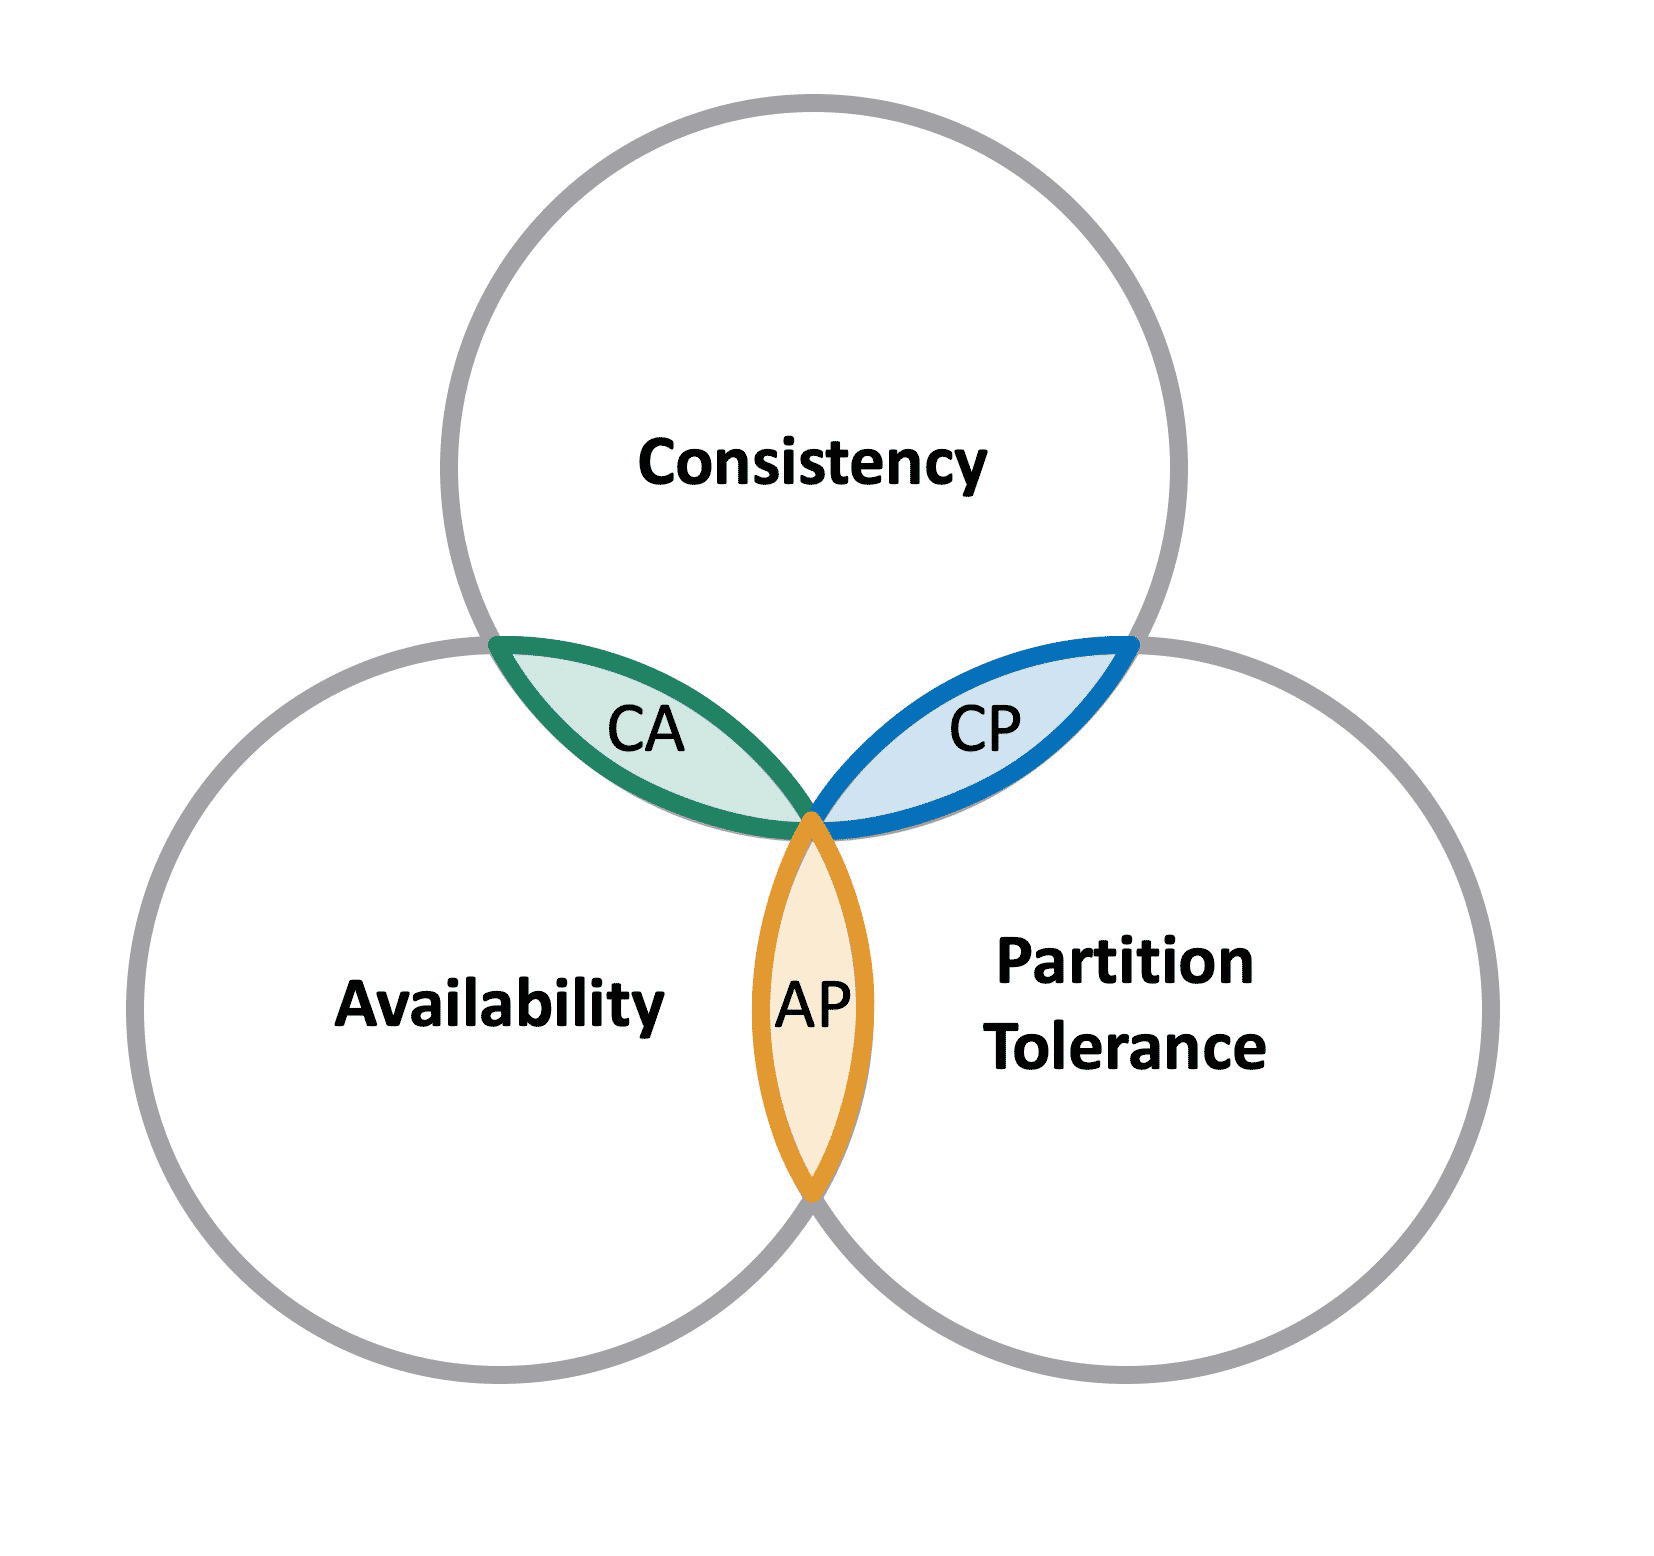 Consistency
CA
CP
Availability
AP
Partition
Tolerance